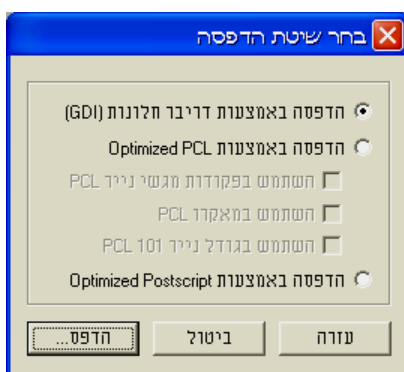 בחר שיטת הדפסה
הדפסה באמצעות דרייבר חלונות (GDI)
הדפסה באמצעות Optimized PCL
השתמש בפקודות מגשי נייר PCL
השתמש במאקרו PCL
השתמש בגודל נייר PCL 101
הדפסה באמצעות Optimized Postscript
עזרה ביטול הדפס...